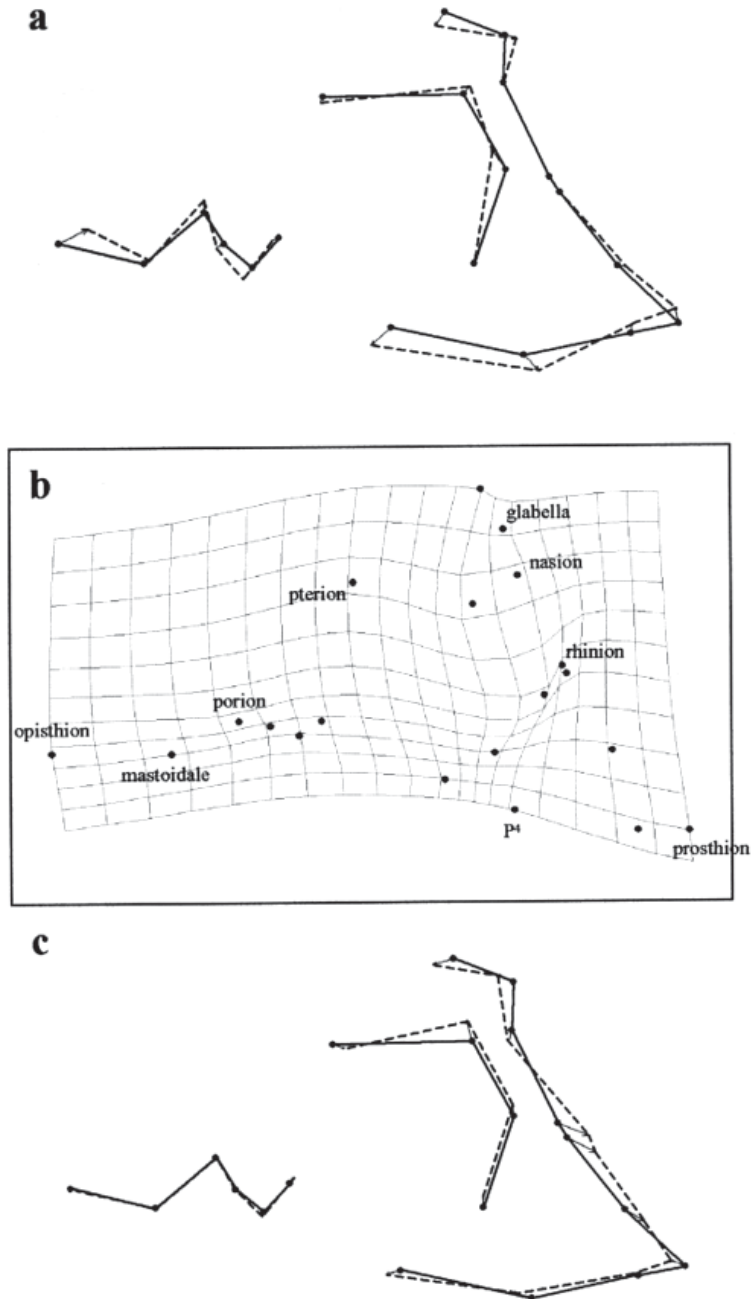 a
b
glabella
nasion
pterion
rhinion
porion
opisthion
mastoidale
P⁴
prosthion
c